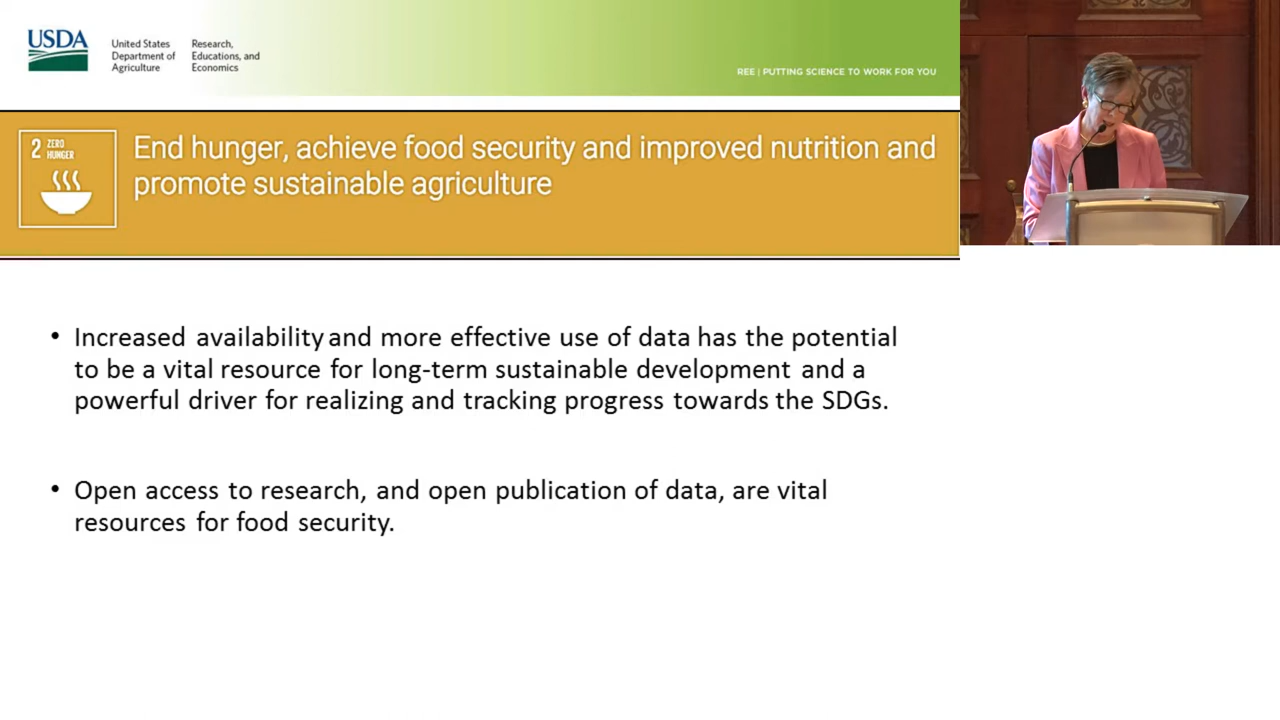 USDA
United States
Department of
Agriculture
Research,
Educations, and
Economics
REE | PUTTING SCIENCE TO WORK FOR YOU
2 ZERO
HUNGER
End hunger, achieve food security and improved nutrition and
promote sustainable agriculture
• Increased availability and more effective use of data has the potential
to be a vital resource for long-term sustainable development and a
powerful driver for realizing and tracking progress towards the SDGs.
• Open access to research, and open publication of data, are vital
resources for food security.